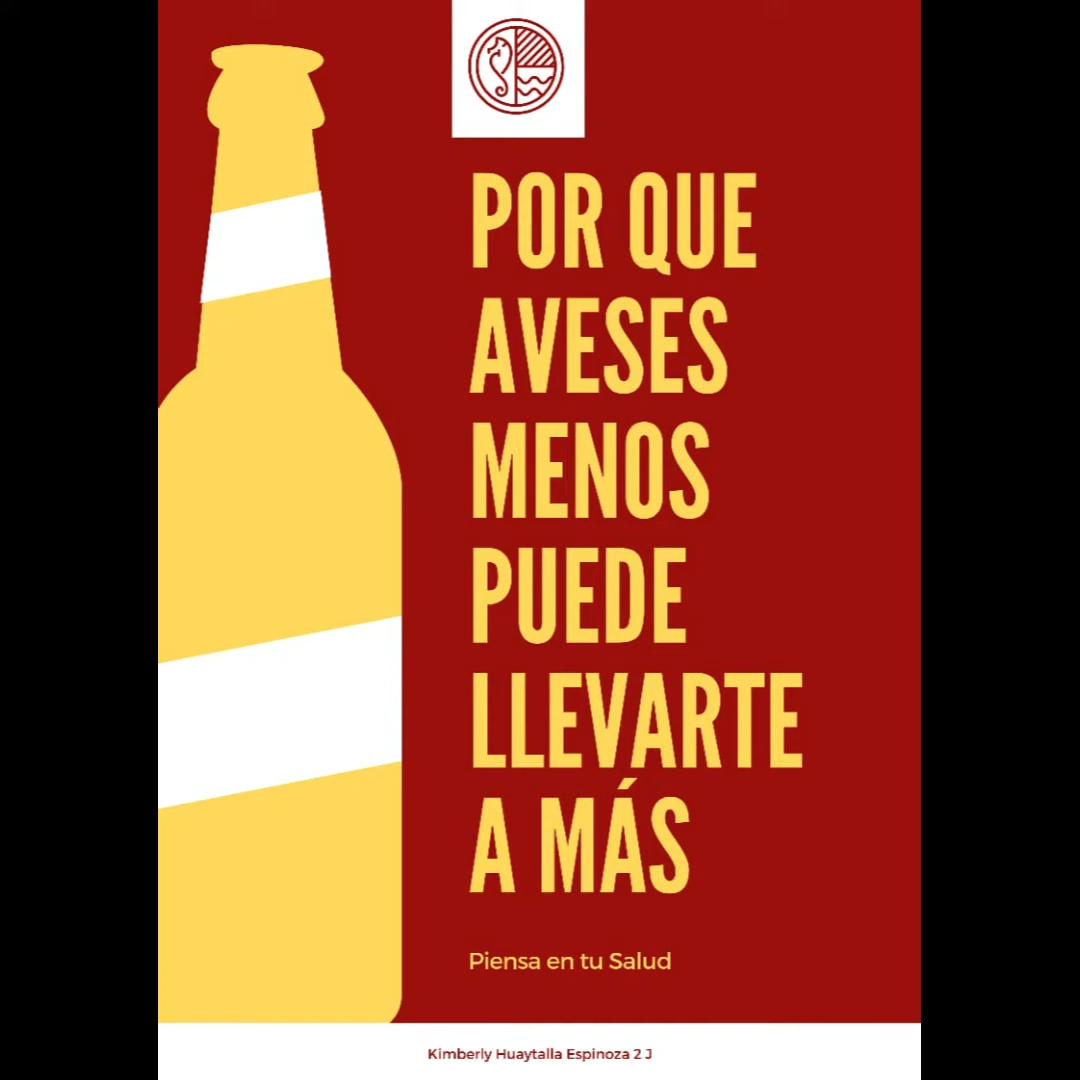 POR QUE
AVESES
MENOS
PUEDE
LLEVARTE
A MÁS
Piensa en tu Salud
Kimberly Huaytalla Espinoza 2 J